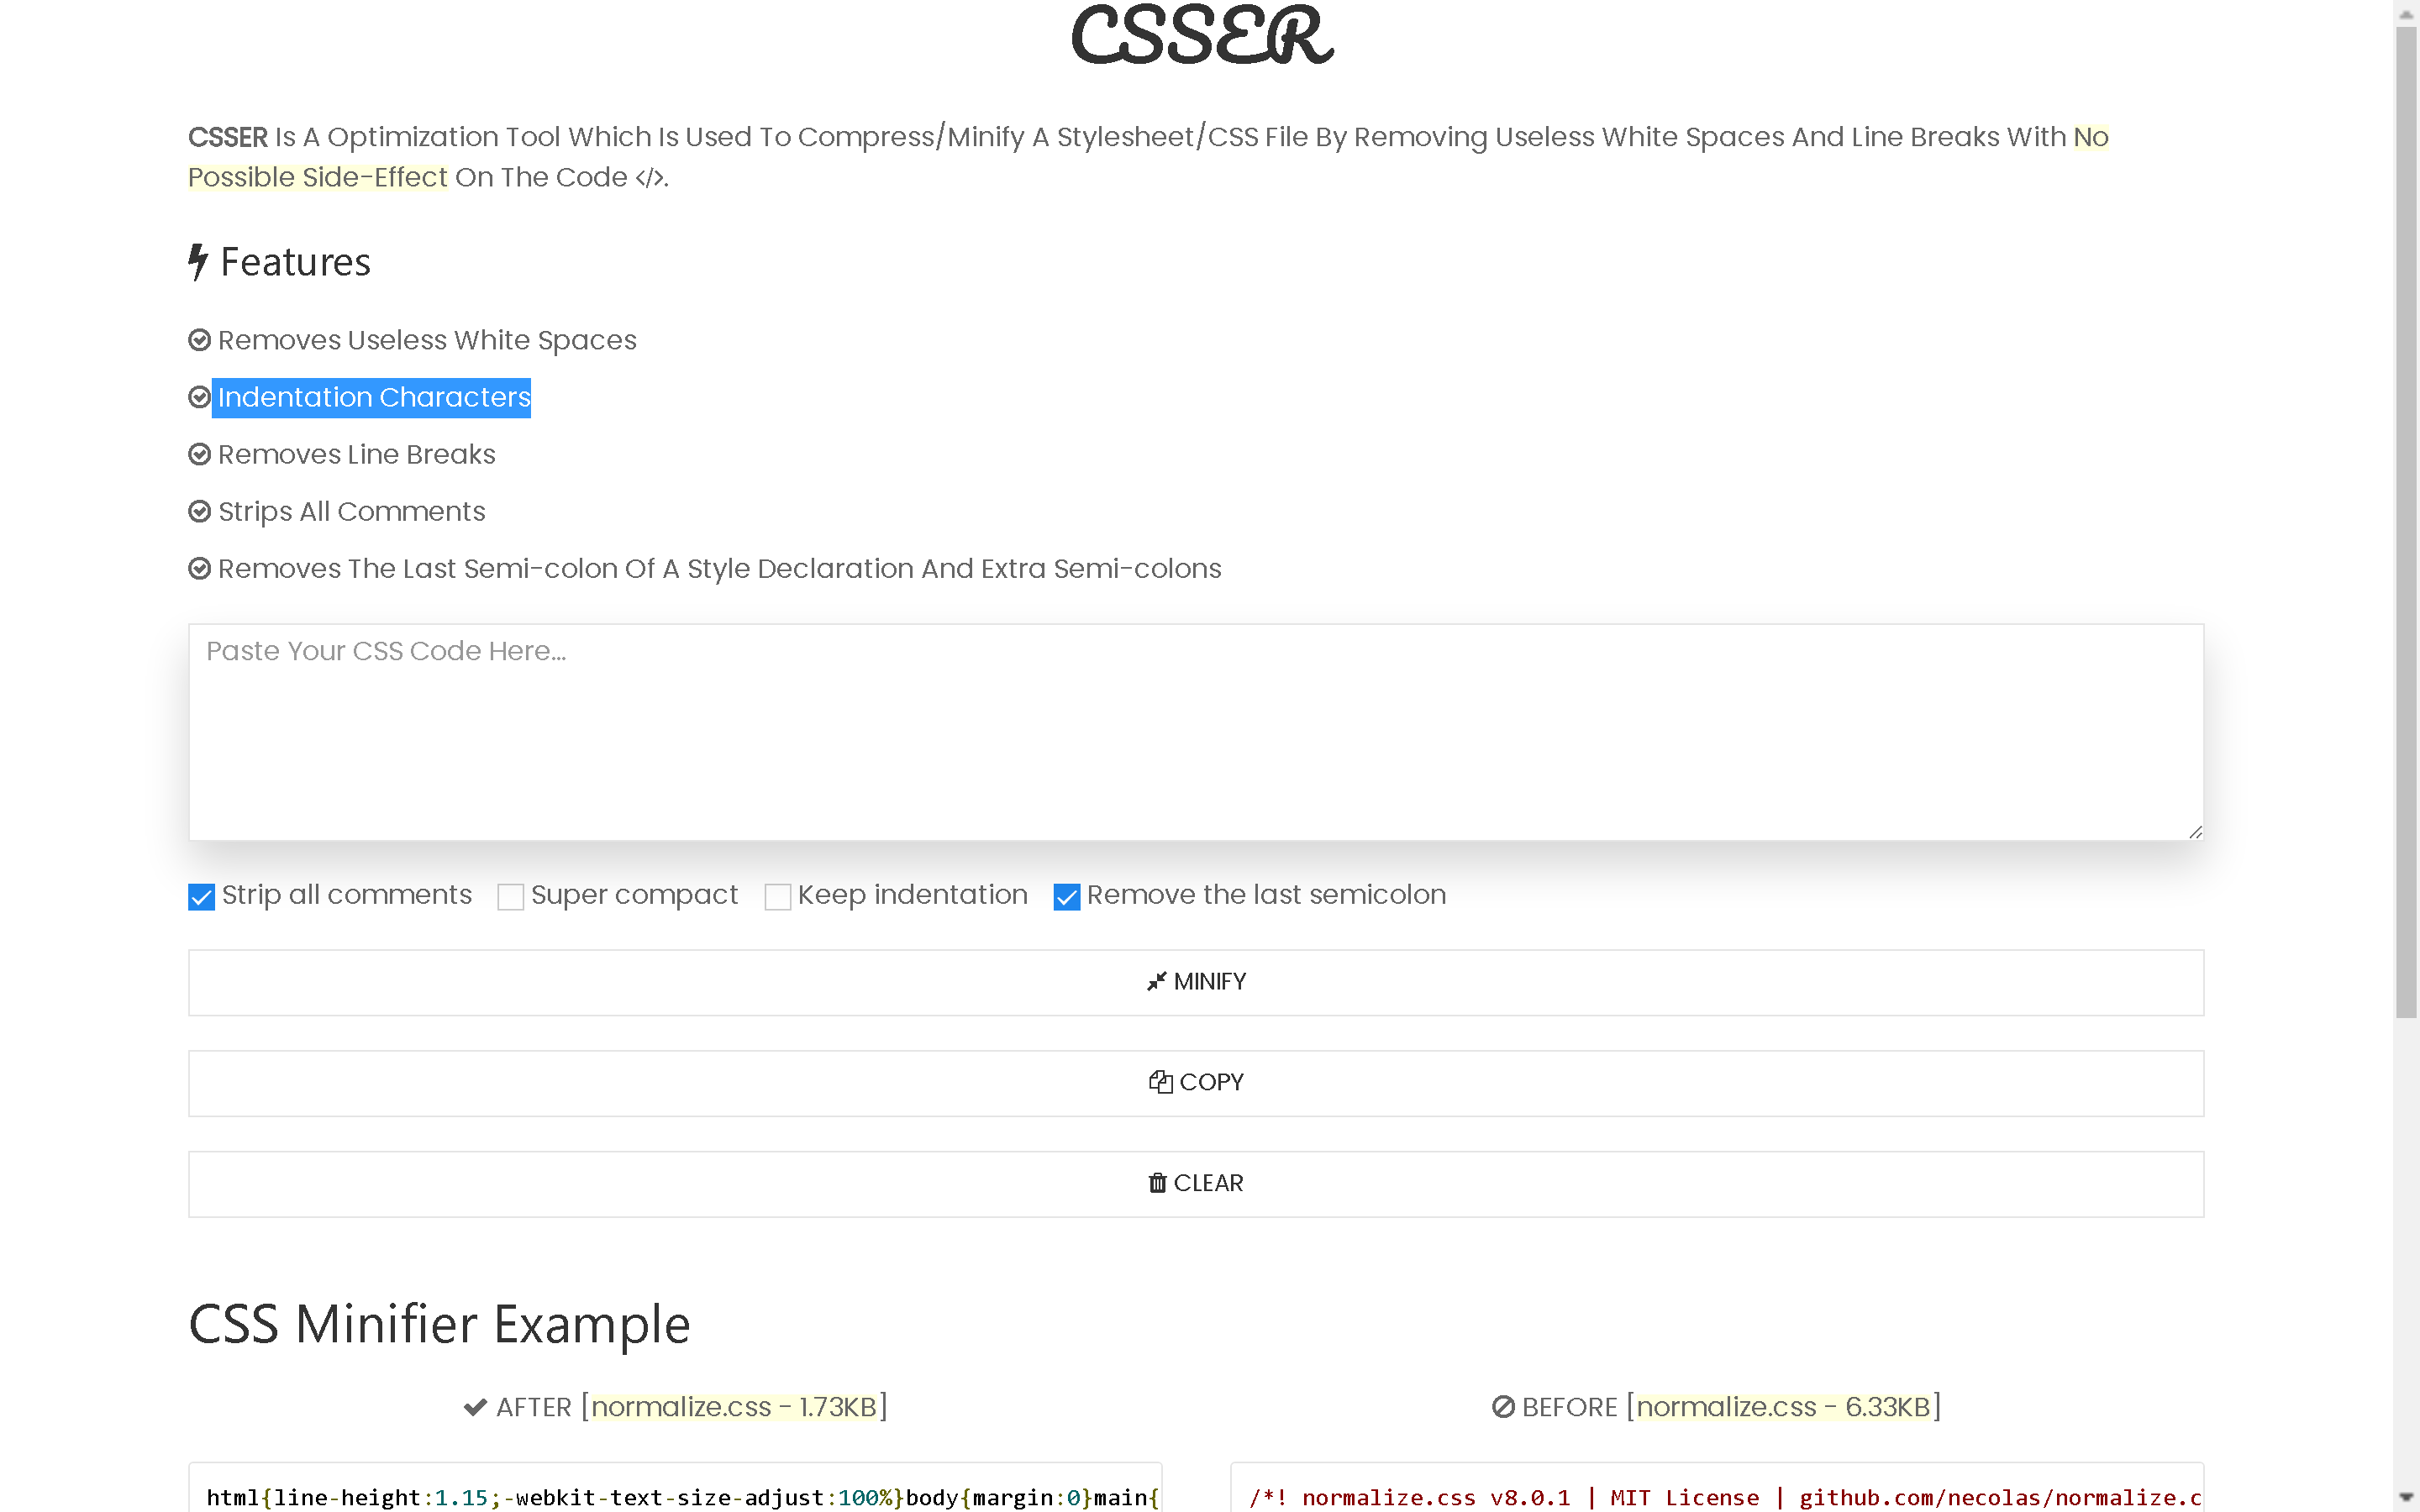 CSSER
CSSER Is A Optimization Tool Which Is Used To Compress/Minify A Stylesheet/CSS File By Removing Useless White Spaces And Line Breaks With No
Possible Side-Effect On The Code </>.
Features
Removes Useless White Spaces
Indentation Characters
Removes Line Breaks
Strips All Comments
Removes The Last Semi-colon Of A Style Declaration And Extra Semi-colons
Paste Your CSS Code Here...
Strip all comments Super compact Keep indentation Remove the last semicolon
MINIFY
COPY
CLEAR
CSS Minifier Example
AFTER [normalize.css - 1.73KB]
html{line-height:1.15;-webkit-text-size-adjust:100%}body{margin:0}main{
BEFORE [normalize.css - 6.33KB]
/*! normalize.css v8.0.1 | MIT License | github.com/necolas/normalize.c